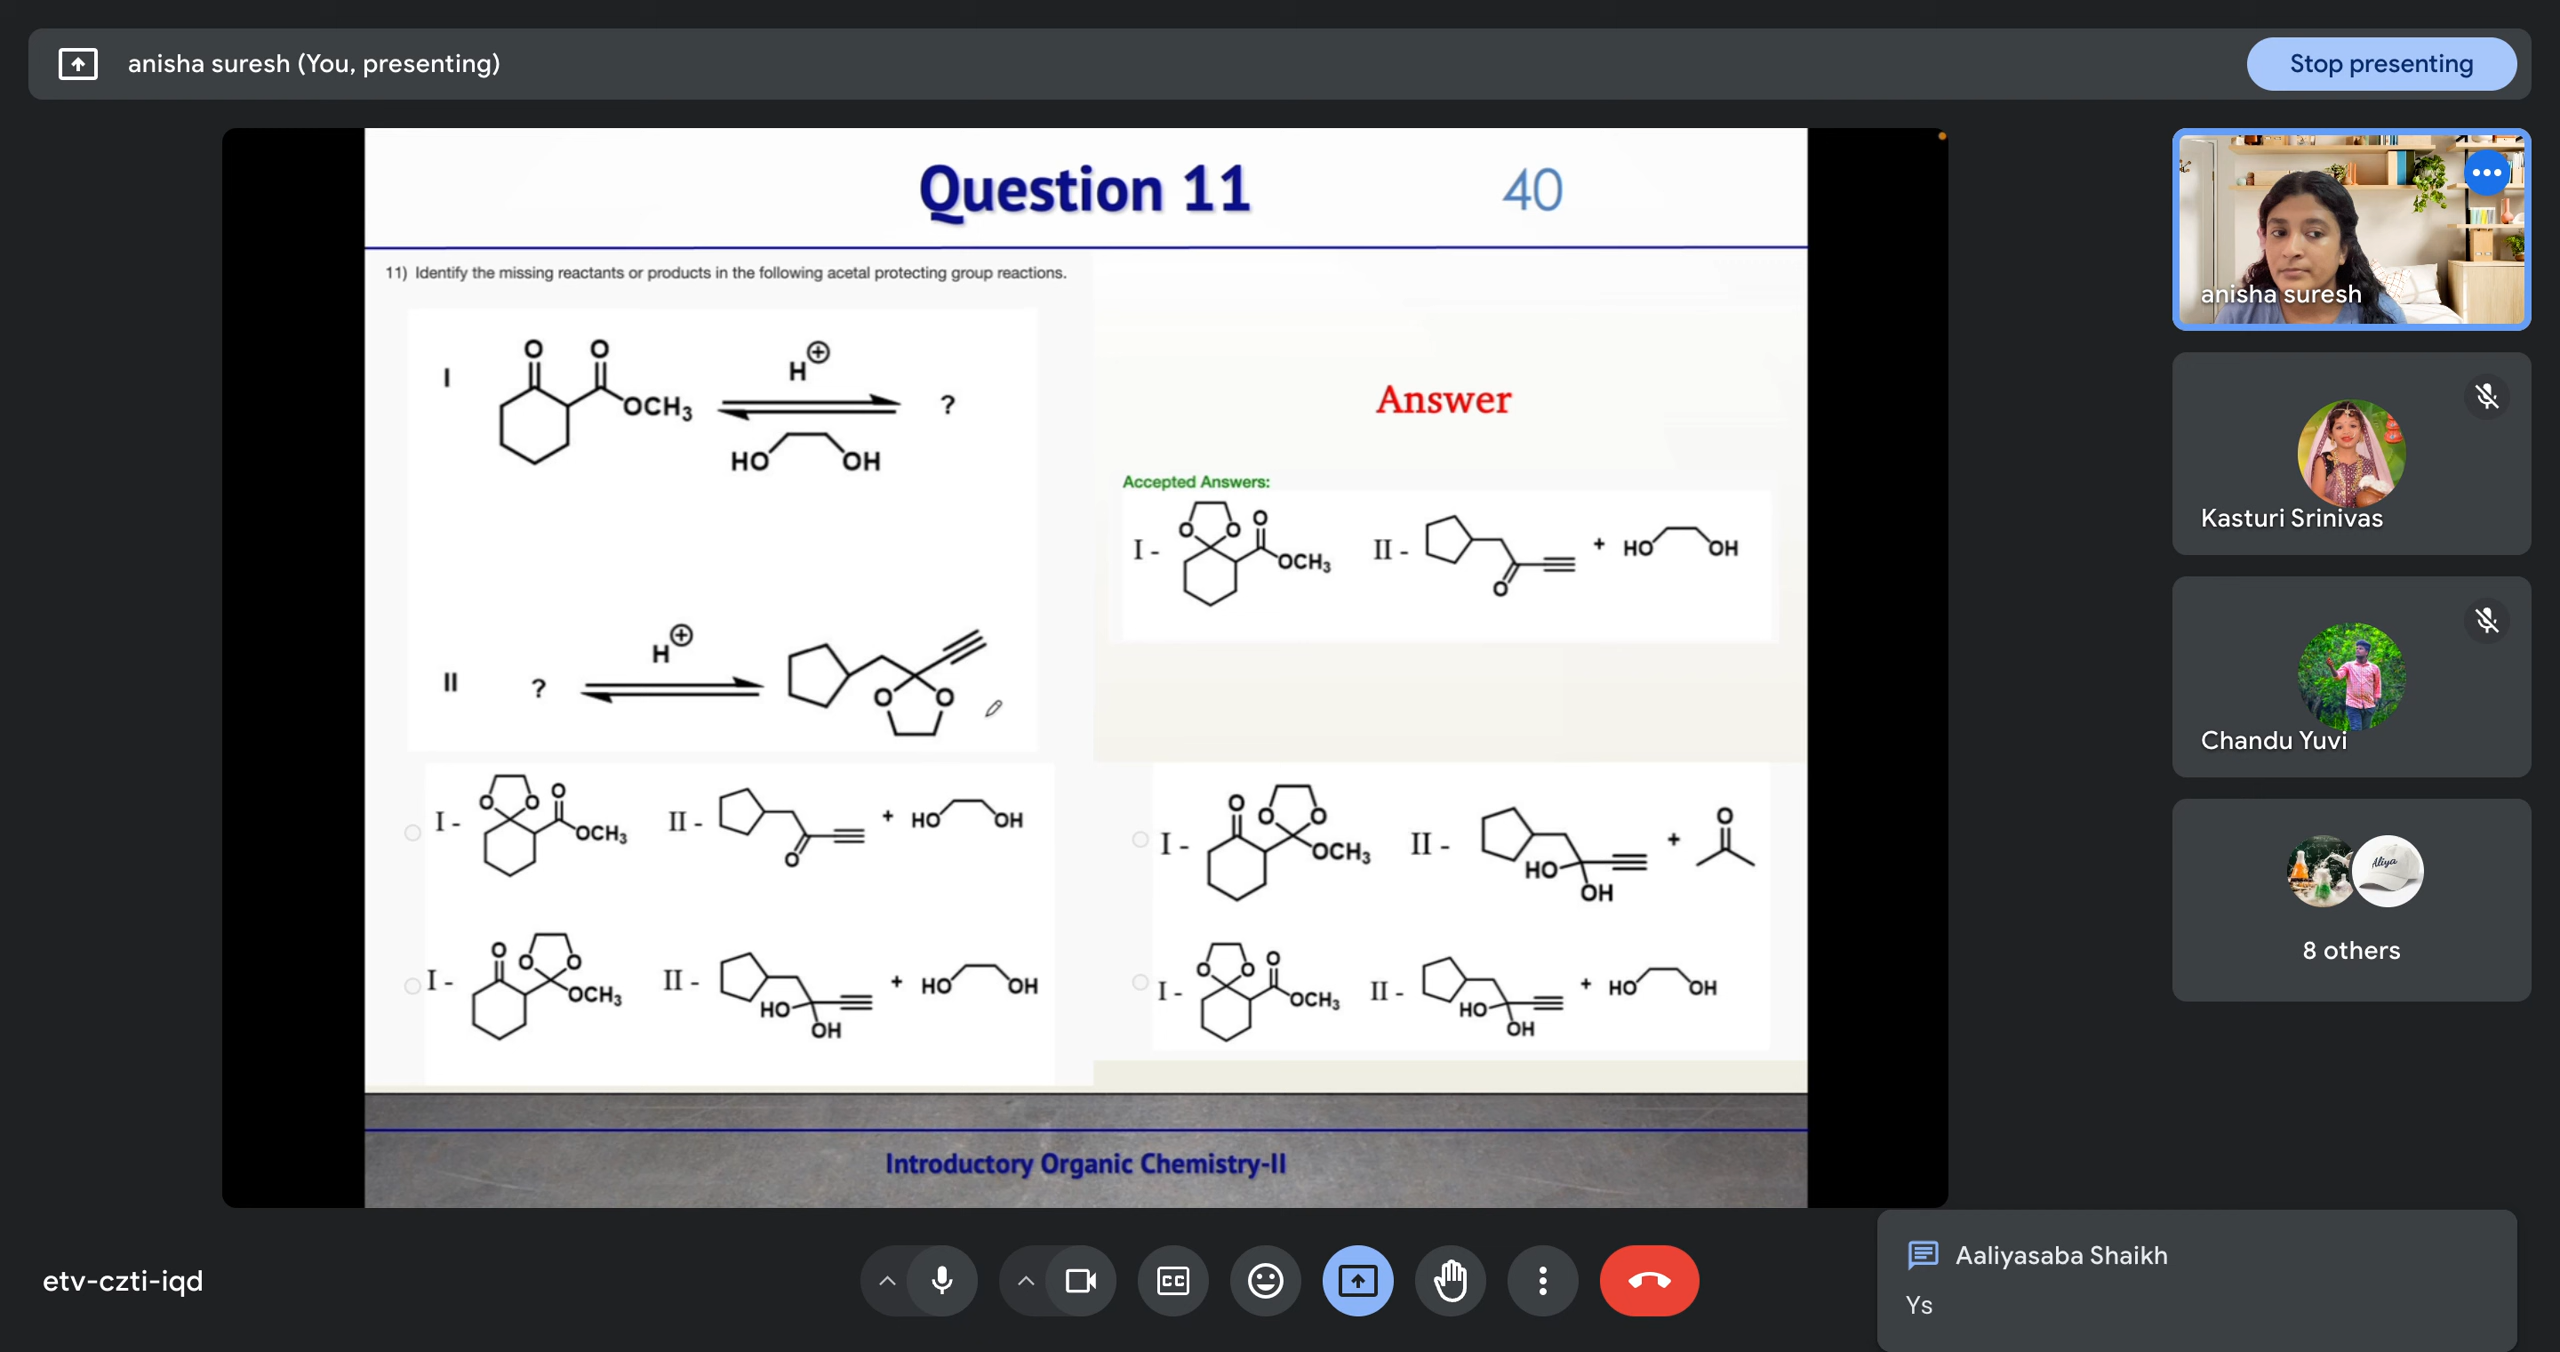 anisha suresh (You, presenting)
Stop presenting
Question 11
40
11) Identify the missing reactants or products in the following acetal protecting group reactions.
I
O O
OCH3
H⊕
HO OH
?
Answer
Accepted Answers:
I -
O O O
OCH3
II -
O
+ HO OH
II
?
H⊕
O O
I -
O O O
OCH3
II -
O
+ HO OH
I -
O O O
OCH3
II -
HO
OH
+
O
I -
O O O
OCH3
II -
HO
OH
+ HO OH
I -
O O O
OCH3
II -
HO
OH
+ HO OH
Introductory Organic Chemistry-II
anisha suresh
Kasturi Srinivas
Chandu Yuvi
Aliya
8 others
etv-czti-iqd
CC
Aaliyasaba Shaikh
Ys